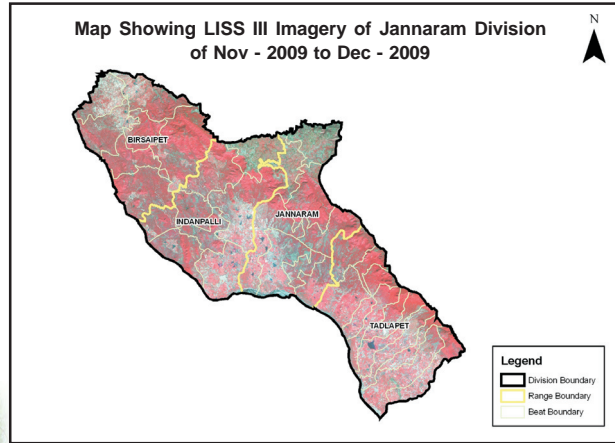 Map Showing LISS III Imagery of Jannaram Division
of Nov - 2009 to Dec - 2009
N
BIRSAIPET
INDANPALLI
JANNARAM
TADLAPET
Legend
Division Boundary
Range Boundary
Beat Boundary